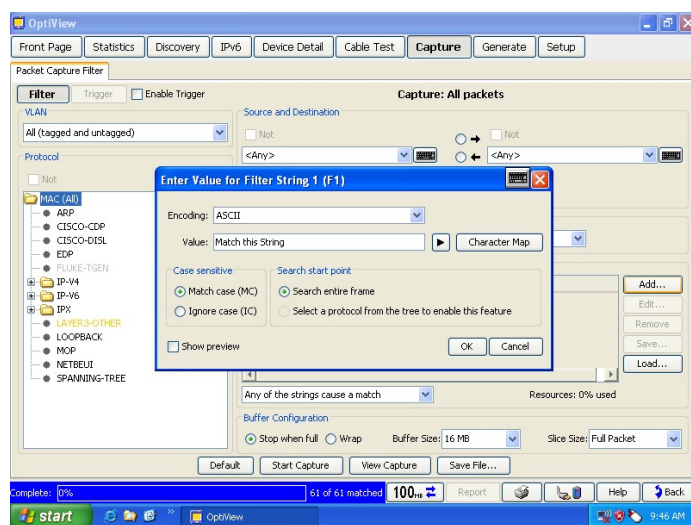 OptiView
Front Page Statistics Discovery IPv6 Device Detail Cable Test Capture Generate Setup
Packet Capture Filter
Filter Trigger Enable Trigger Capture: All packets
VLAN Source and Destination
All (tagged and untagged) Not Not
Protocol <Any> <Any>
Not
Enter Value for Filter String 1 (F1)
MAC (All)
ARP
CISCO-CDP
CISCO-DISL
EDP
FLUKE-TGEN
IP-V4
IP-V6
IPX
LAYER3-OTHER
LOOPBACK
MOP
NETBEUI
SPANNING-TREE
Encoding: ASCII
Value: Match this String Character Map
Case sensitive Search start point
Match case (MC) Search entire frame
Ignore case (IC) Select a protocol from the tree to enable this feature
Show preview OK Cancel
Add...
Edit...
Remove
Save...
Load...
Any of the strings cause a match Resources: 0% used
Buffer Configuration
Stop when full Wrap Buffer Size: 16 MB Slice Size: Full Packet
Default Start Capture View Capture Save File...
Complete: 0% 61 of 61 matched 100HB Report Help Back
start OptiView 9:46 AM